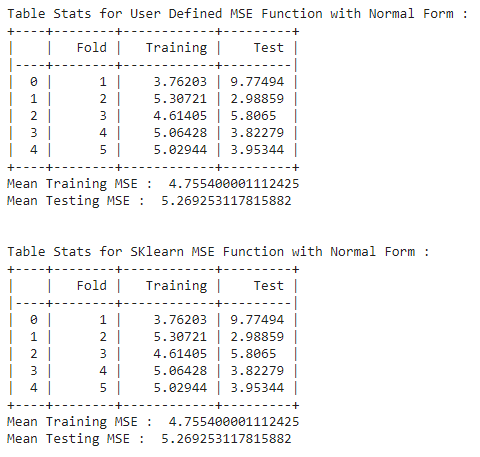 Table Stats for User Defined MSE Function with Normal Form :
+----+--------+------------+---------+
|    |   Fold |   Training |    Test |
|----+--------+------------+---------|
|  0 |      1 |    3.76203 | 9.77494 |
|  1 |      2 |    5.30721 | 2.98859 |
|  2 |      3 |    4.61405 | 5.8065  |
|  3 |      4 |    5.06428 | 3.82279 |
|  4 |      5 |    5.02944 | 3.95344 |
+----+--------+------------+---------+
Mean Training MSE :  4.755400001112425
Mean Testing MSE :  5.269253117815882
Table Stats for SKlearn MSE Function with Normal Form :
+----+--------+------------+---------+
|    |   Fold |   Training |    Test |
|----+--------+------------+---------|
|  0 |      1 |    3.76203 | 9.77494 |
|  1 |      2 |    5.30721 | 2.98859 |
|  2 |      3 |    4.61405 | 5.8065  |
|  3 |      4 |    5.06428 | 3.82279 |
|  4 |      5 |    5.02944 | 3.95344 |
+----+--------+------------+---------+
Mean Training MSE :  4.755400001112425
Mean Testing MSE :  5.269253117815882